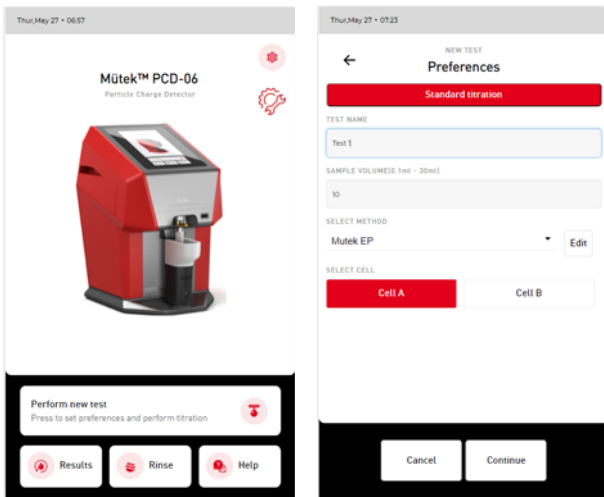 Thur,May 27 • 06:57
Mütek™ PCD-06
Particle Charge Detector
Perform new test
Press to set preferences and perform titration
Results
Rinse
Help
Thur,May 27 • 07:23
NEW TEST
Preferences
Standard titration
TEST NAME
Test 1
SAMPLE VOLUME(0.1ml - 30ml)
10
SELECT METHOD
Mutek EP
Edit
SELECT CELL
Cell A
Cell B
Cancel
Continue